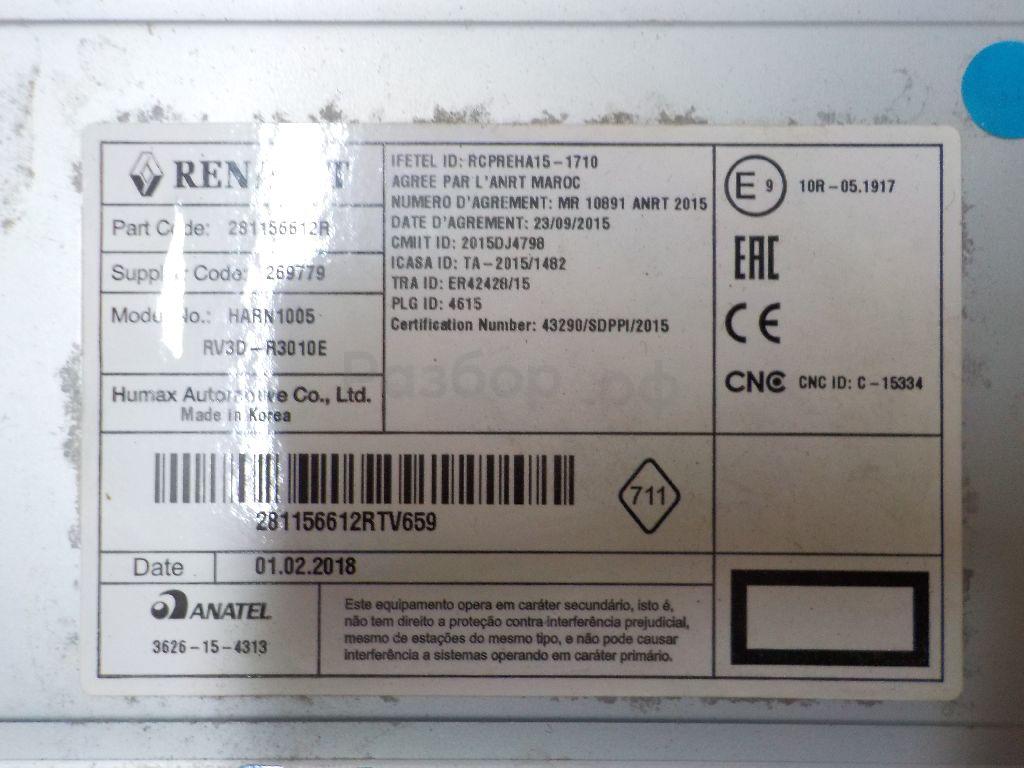 RENAULT
Part Code: 281156612R
Supplier Code: 269779
Model No.: HARN1005
RV3D-R3010E
Humax Automotive Co., Ltd.
Made in Korea
IFETEL ID: RCPREHA15-1710
AGREE PAR L'ANRT MAROC
NUMERO D'AGREMENT: MR 10891 ANRT 2015
DATE D'AGREMENT: 23/09/2015
CMIIT ID: 2015DJ4798
ICASA ID: TA-2015/1482
TRA ID: ER42428/15
PLG ID: 4615
Certification Number: 43290/SDPPI/2015
E 9 10R-05.1917
EAC
CE
CNC CNC ID: C-15334
Разбор рф
281156612RTV659
711
Date 01.02.2018
ANATEL
3626-15-4313
Este equipamento opera em caráter secundário, isto é,
não tem direito a proteção contra interferência prejudicial,
mesmo de estações do mesmo tipo, e não pode causar
interferência a sistemas operando em caráter primário.